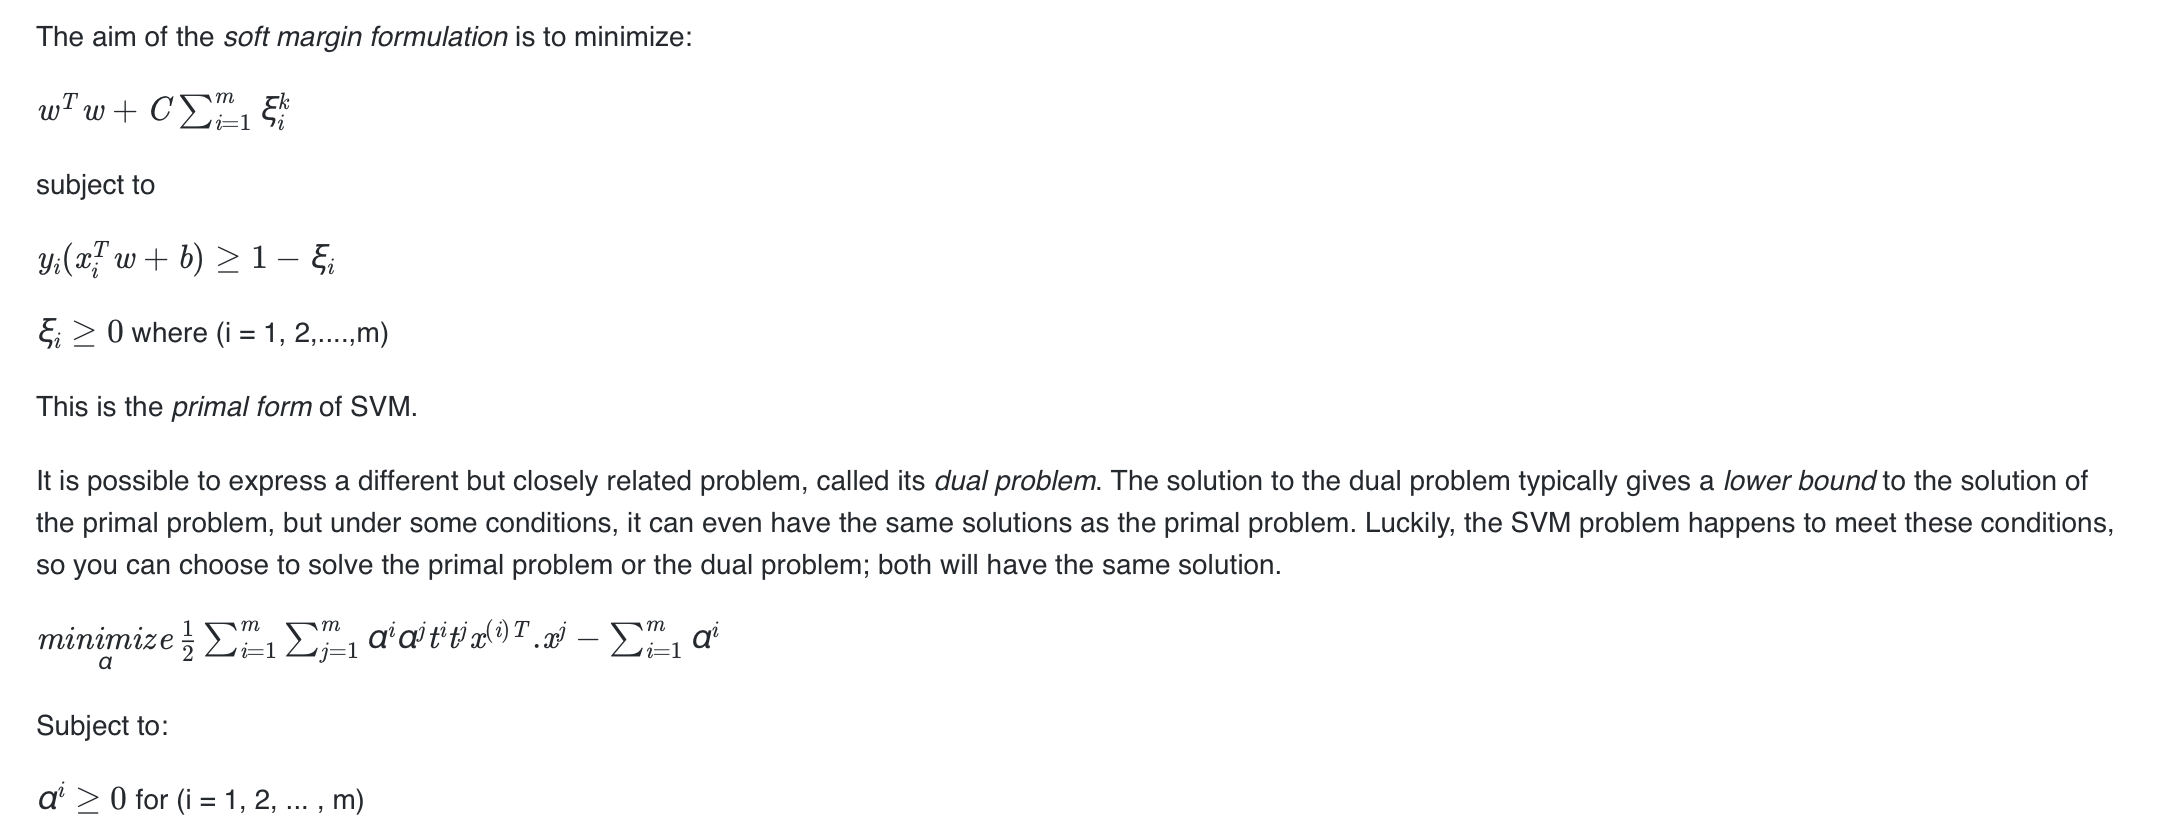 The aim of the soft margin formulation is to minimize:
$w^T w + C \sum_{i=1}^{m} \xi_i^k$
subject to
$y_i(x_i^T w + b) \geq 1 - \xi_i$
$\xi_i \geq 0$ where (i = 1, 2,....,m)
This is the primal form of SVM.
It is possible to express a different but closely related problem, called its dual problem. The solution to the dual problem typically gives a lower bound to the solution of
the primal problem, but under some conditions, it can even have the same solutions as the primal problem. Luckily, the SVM problem happens to meet these conditions,
so you can choose to solve the primal problem or the dual problem; both will have the same solution.
$\underset{\alpha}{minimize} \frac{1}{2} \sum_{i=1}^{m} \sum_{j=1}^{m} \alpha^i \alpha^j t^i t^j x^{(i)T} . x^j - \sum_{i=1}^{m} \alpha^i$
Subject to:
$\alpha^i \geq 0$ for (i = 1, 2, ... , m)